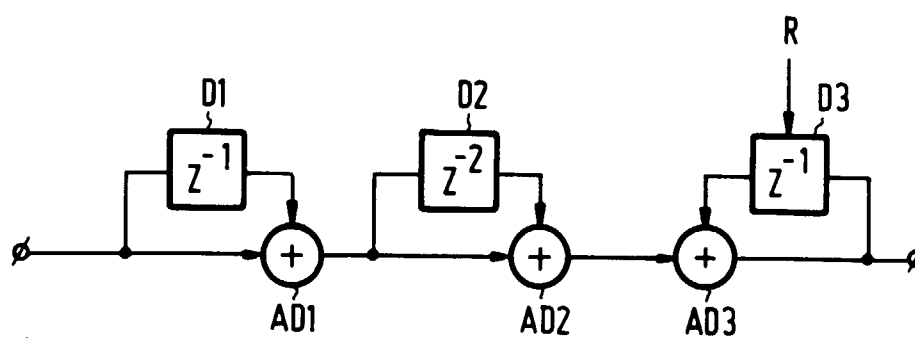 R
D1
D2
D3
z⁻¹
z⁻²
z⁻¹
+
+
+
AD1
AD2
AD3